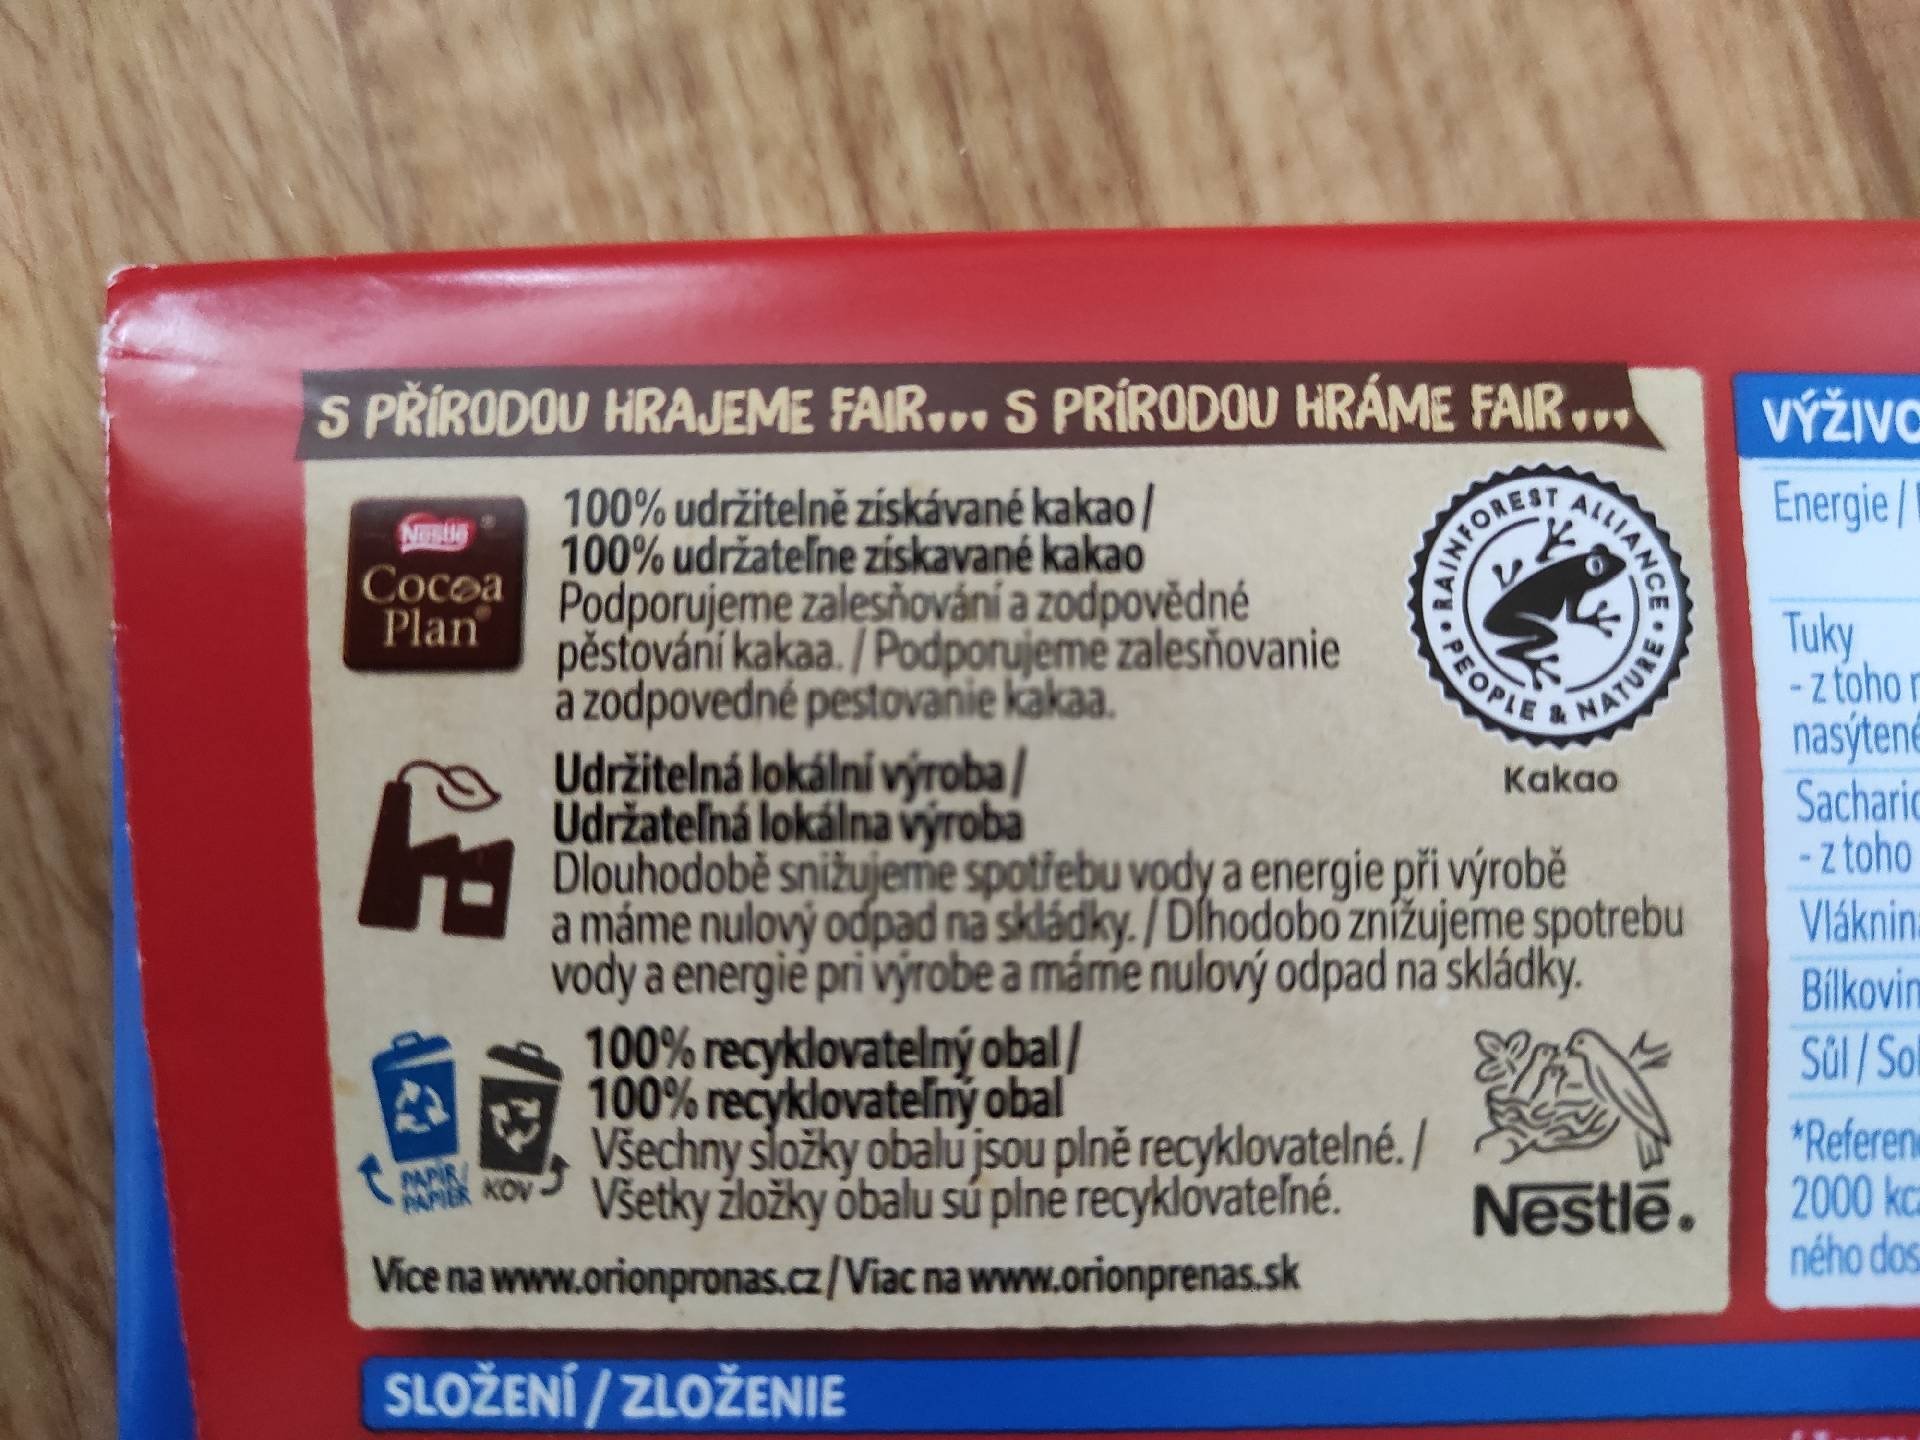 S PŘÍRODOU HRAJEME FAIR... S PRÍRODOU HRÁME FAIR...
Nestlé
Cocoa
Plan
100% udržitelně získávané kakao /
100% udržateľne získavané kakao
Podporujeme zalesňování a zodpovědné
pěstování kakaa. / Podporujeme zalesňovanie
a zodpovedné pestovanie kakaa.
RAINFOREST ALLIANCE
• PEOPLE & NATURE •
Kakao
Udržitelná lokální výroba /
Udržateľná lokálna výroba
Dlouhodobě snižujeme spotřebu vody a energie při výrobě
a máme nulový odpad na skládky. / Dlhodobo znížujeme spotrebu
vody a energie pri výrobe a máme nulový odpad na skládky.
100% recyklovatelný obal /
100% recyklovateľný obal
Všechny složky obalu jsou plně recyklovatelné. /
Všetky zložky obalu sú plne recyklovateľné.
PAPÍR/
PAPIER
KOV
Nestlé.
Více na www.orionpronas.cz / Viac na www.orionprenas.sk
SLOŽENÍ / ZLOŽENIE
VÝŽIVO
Energie /
Tuky
- z toho
nasýtené
Sacharid
- z toho
Vláknin
Bílkovin
Sůl / Sol
*Referen
2000 kca
ného dos